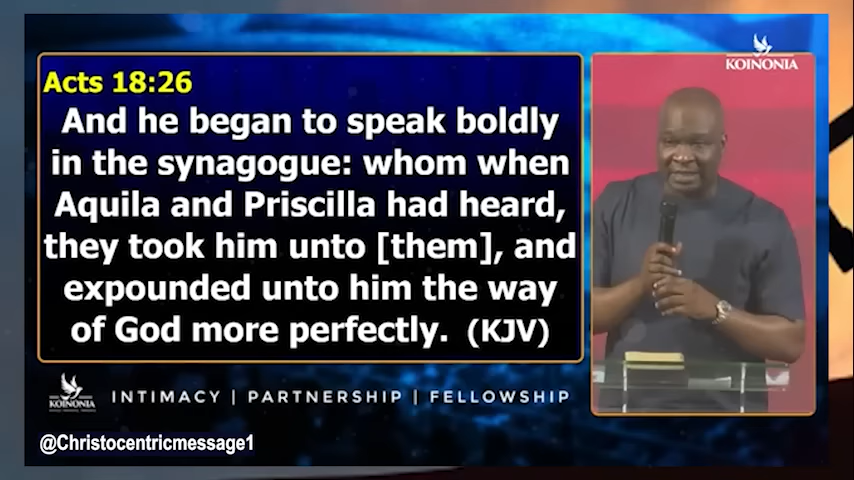 KOINONIA
Acts 18:26
And he began to speak boldly
in the synagogue: whom when
Aquila and Priscilla had heard,
they took him unto [them], and
expounded unto him the way
of God more perfectly. (KJV)
KOINONIA
INTIMACY | PARTNERSHIP | FELLOWSHIP
@Christocentricmessage1